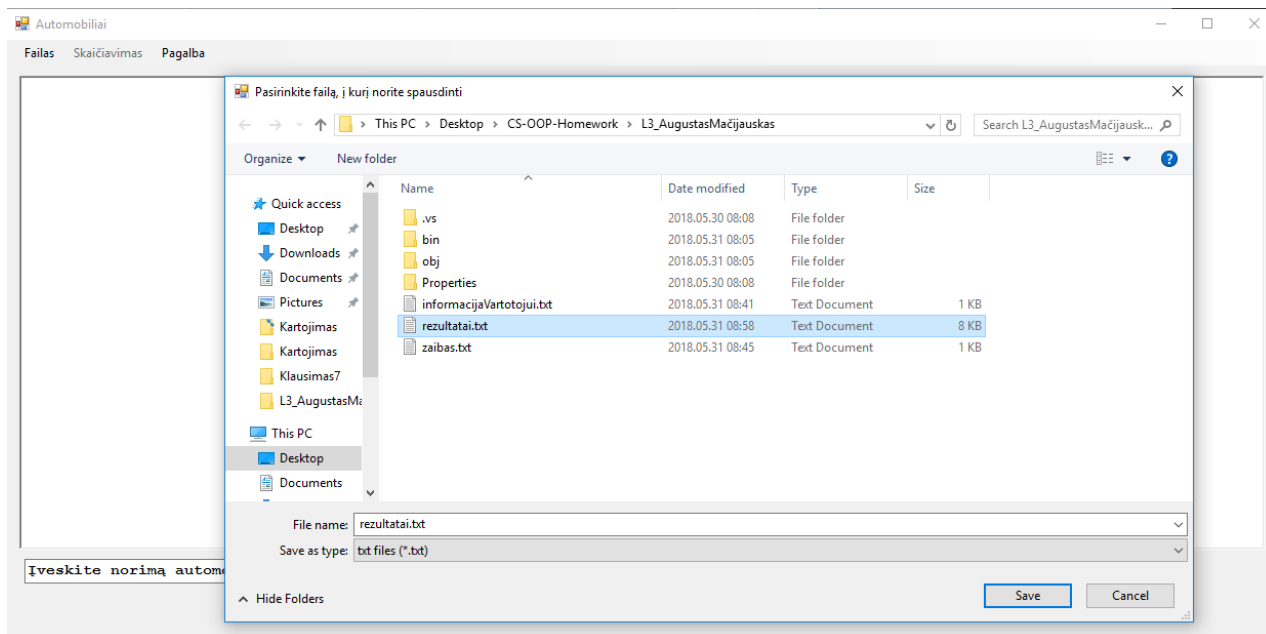 Automobiliai
Failas Skaičiavimas Pagalba
Pasirinkite failą, į kurį norite spausdinti
This PC > Desktop > CS-OOP-Homework > L3_AugustasMačijauskas
Search L3_AugustasMačijausk...
Organize New folder
Name Date modified Type Size
Quick access
Desktop
Downloads
Documents
Pictures
Kartojimas
Kartojimas
Klausimas7
L3_AugustasMa
This PC
Desktop
Documents
.vs 2018.05.30 08:08 File folder
bin 2018.05.31 08:05 File folder
obj 2018.05.31 08:05 File folder
Properties 2018.05.30 08:08 File folder
informacijaVartotojui.txt 2018.05.31 08:41 Text Document 1 KB
rezultatai.txt 2018.05.31 08:58 Text Document 8 KB
zaibas.txt 2018.05.31 08:45 Text Document 1 KB
File name: rezultatai.txt
Save as type: txt files (*.txt)
Įveskite norimą automo
Hide Folders
Save Cancel